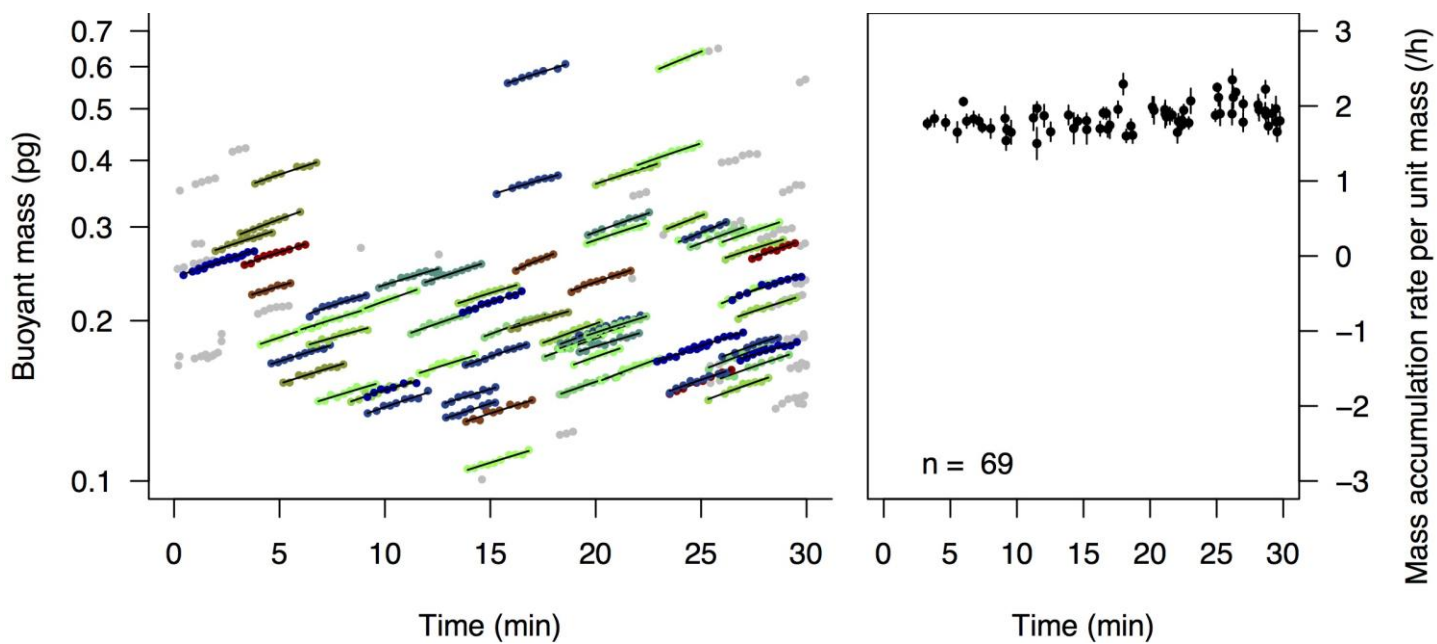 Buoyant mass (pg)
0.7
0.6
0.5
0.4
0.3
0.2
0.1
0 5 10 15 20 25 30
Time (min)
n = 69
0 5 10 15 20 25 30
Time (min)
3
2
1
0
−1
−2
−3
Mass accumulation rate per unit mass (/h)